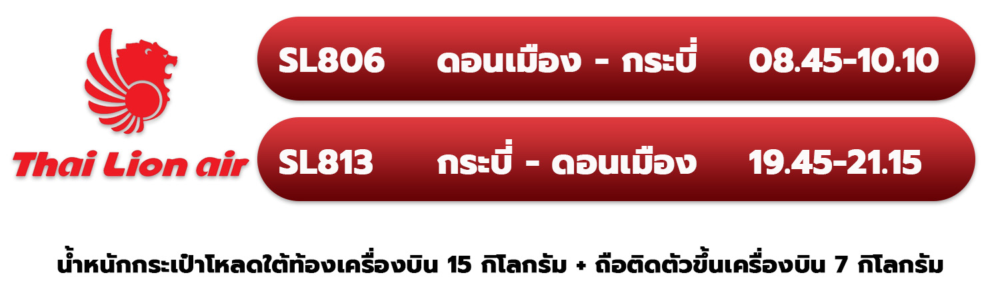 Thai Lion air
SL806 ดอนเมือง - กระบี่ 08.45-10.10
SL813 กระบี่ - ดอนเมือง 19.45-21.15
น้ำหนักกระเป๋าโหลดใต้ท้องเครื่องบิน 15 กิโลกรัม + ถือติดตัวขึ้นเครื่องบิน 7 กิโลกรัม